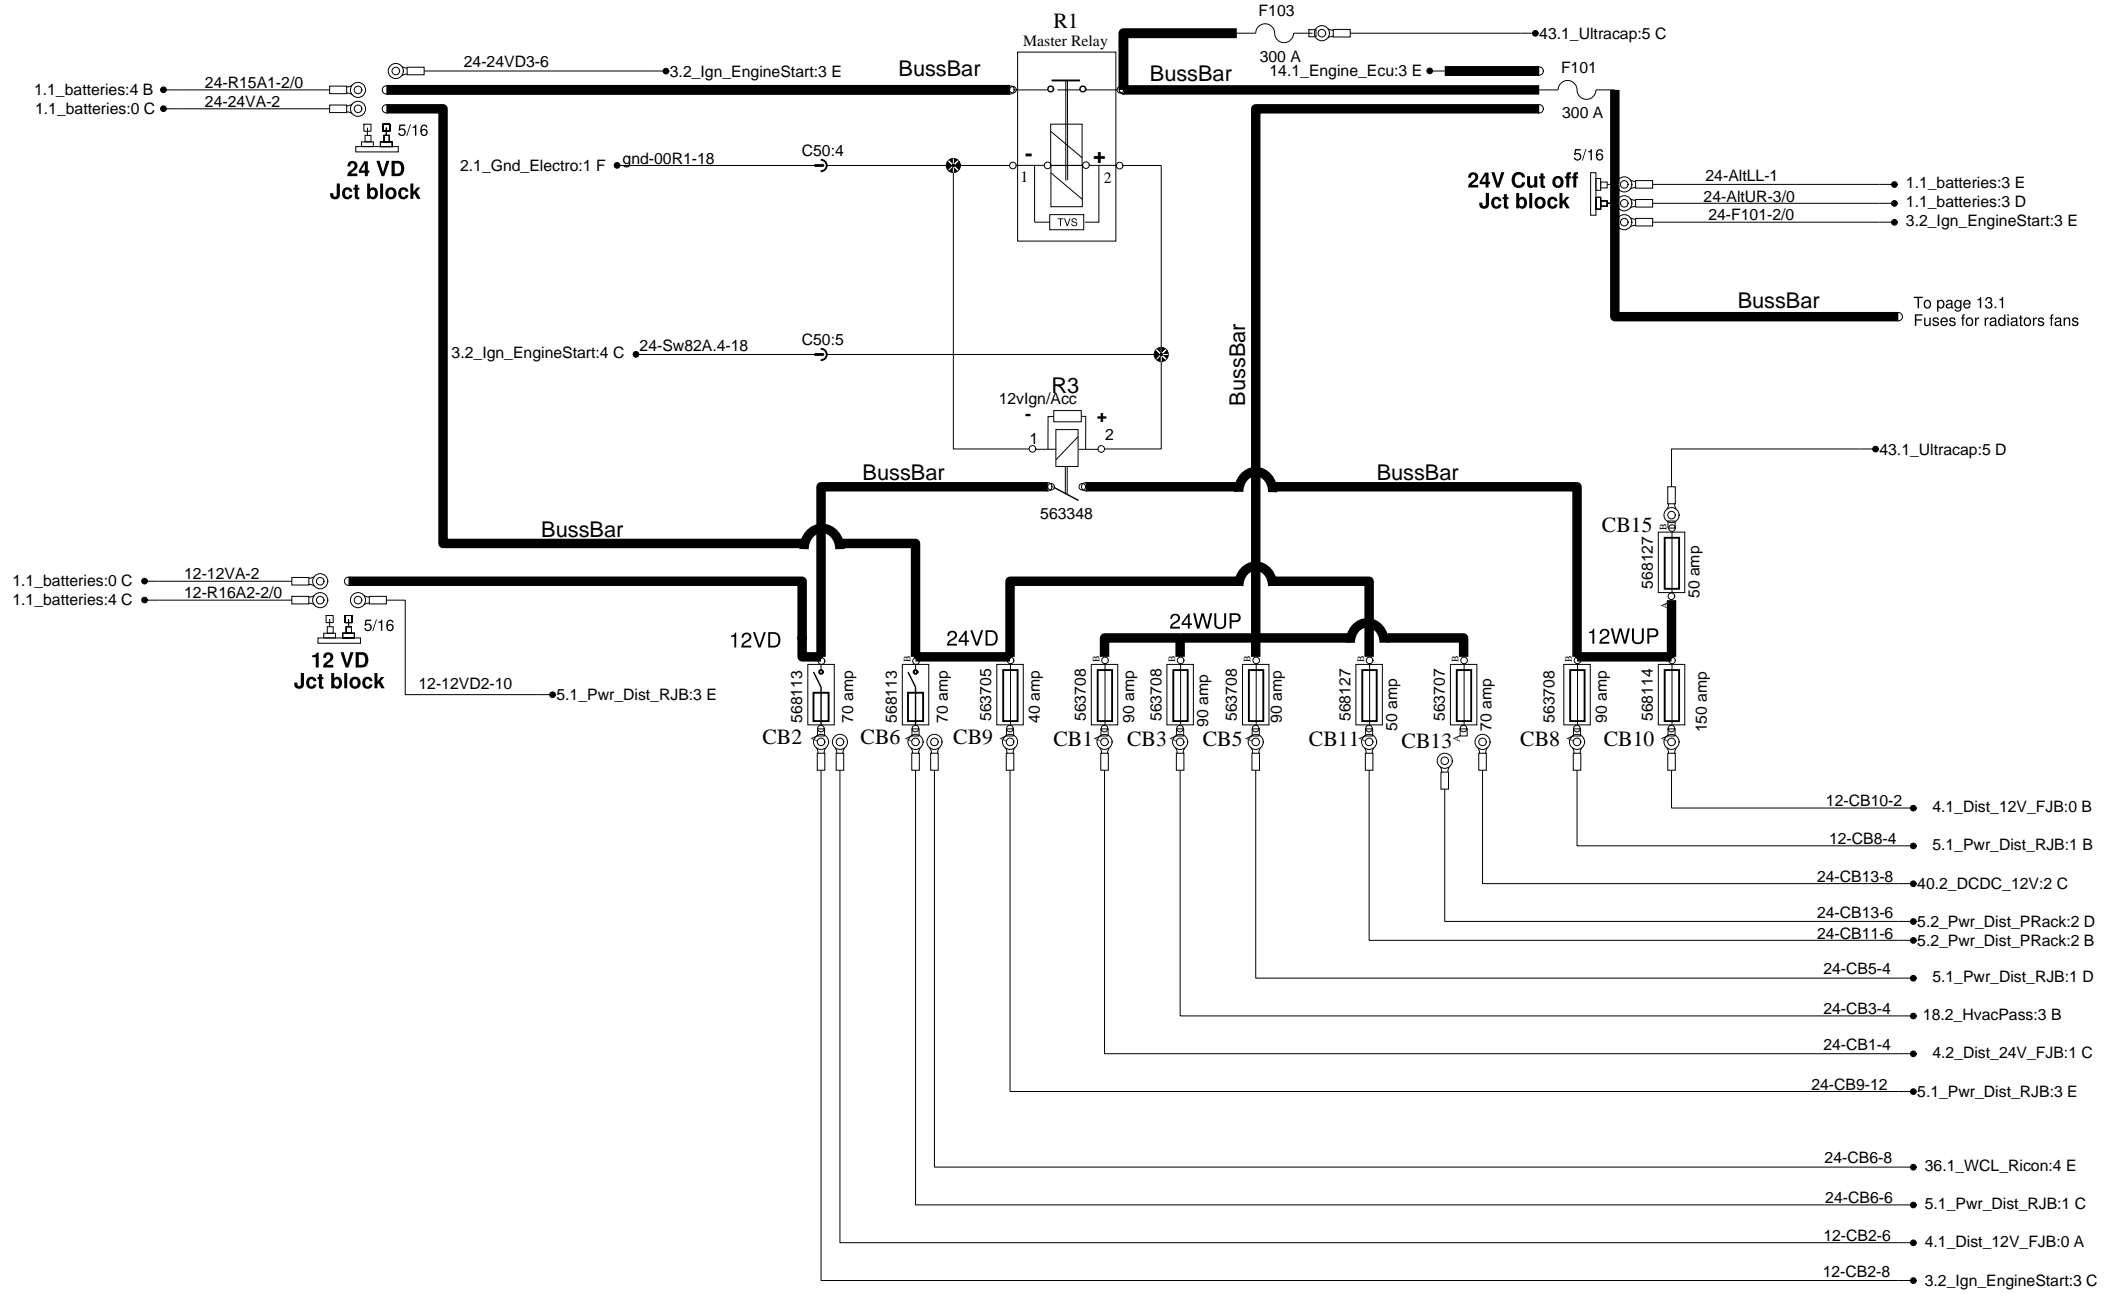 F103
R1
Master Relay
300 A
43.1_Ultracap:5 C
24-24VD3-6
3.2_Ign_EngineStart:3 E
BussBar
BussBar
14.1_Engine_Ecu:3 E
F101
300 A
1.1_batteries:4 B
24-R15A1-2/0
1.1_batteries:0 C
24-24VA-2
5/16
24 VD
Jct block
2.1_Gnd_Electro:1 F
gnd-00R1-18
C50:4
-
+
1
2
TVS
5/16
24V Cut off
Jct block
24-AltLL-1
1.1_batteries:3 E
24-AltUR-3/0
1.1_batteries:3 D
24-F101-2/0
3.2_Ign_EngineStart:3 E
BussBar
To page 13.1
Fuses for radiators fans
3.2_Ign_EngineStart:4 C
24-Sw82A.4-18
C50:5
BussBar
R3
12vIgn/Acc
-
+
1
2
43.1_Ultracap:5 D
BussBar
BussBar
563348
BussBar
CB15
B
568127
50 amp
A
1.1_batteries:0 C
12-12VA-2
1.1_batteries:4 C
12-R16A2-2/0
5/16
12 VD
Jct block
12-12VD2-10
5.1_Pwr_Dist_RJB:3 E
12VD
24VD
24WUP
12WUP
568113
70 amp
CB2
B
568113
70 amp
CB6
A
563705
40 amp
CB9
A
B
563708
90 amp
CB1
A
B
563708
90 amp
CB3
A
B
563708
90 amp
CB5
A
B
568127
50 amp
CB11
A
B
563707
70 amp
CB13
A
B
563708
90 amp
CB8
A
568114
150 amp
CB10
A
12-CB10-2
4.1_Dist_12V_FJB:0 B
12-CB8-4
5.1_Pwr_Dist_RJB:1 B
24-CB13-8
40.2_DCDC_12V:2 C
24-CB13-6
5.2_Pwr_Dist_PRack:2 D
24-CB11-6
5.2_Pwr_Dist_PRack:2 B
24-CB5-4
5.1_Pwr_Dist_RJB:1 D
24-CB3-4
18.2_HvacPass:3 B
24-CB1-4
4.2_Dist_24V_FJB:1 C
24-CB9-12
5.1_Pwr_Dist_RJB:3 E
24-CB6-8
36.1_WCL_Ricon:4 E
24-CB6-6
5.1_Pwr_Dist_RJB:1 C
12-CB2-6
4.1_Dist_12V_FJB:0 A
12-CB2-8
3.2_Ign_EngineStart:3 C